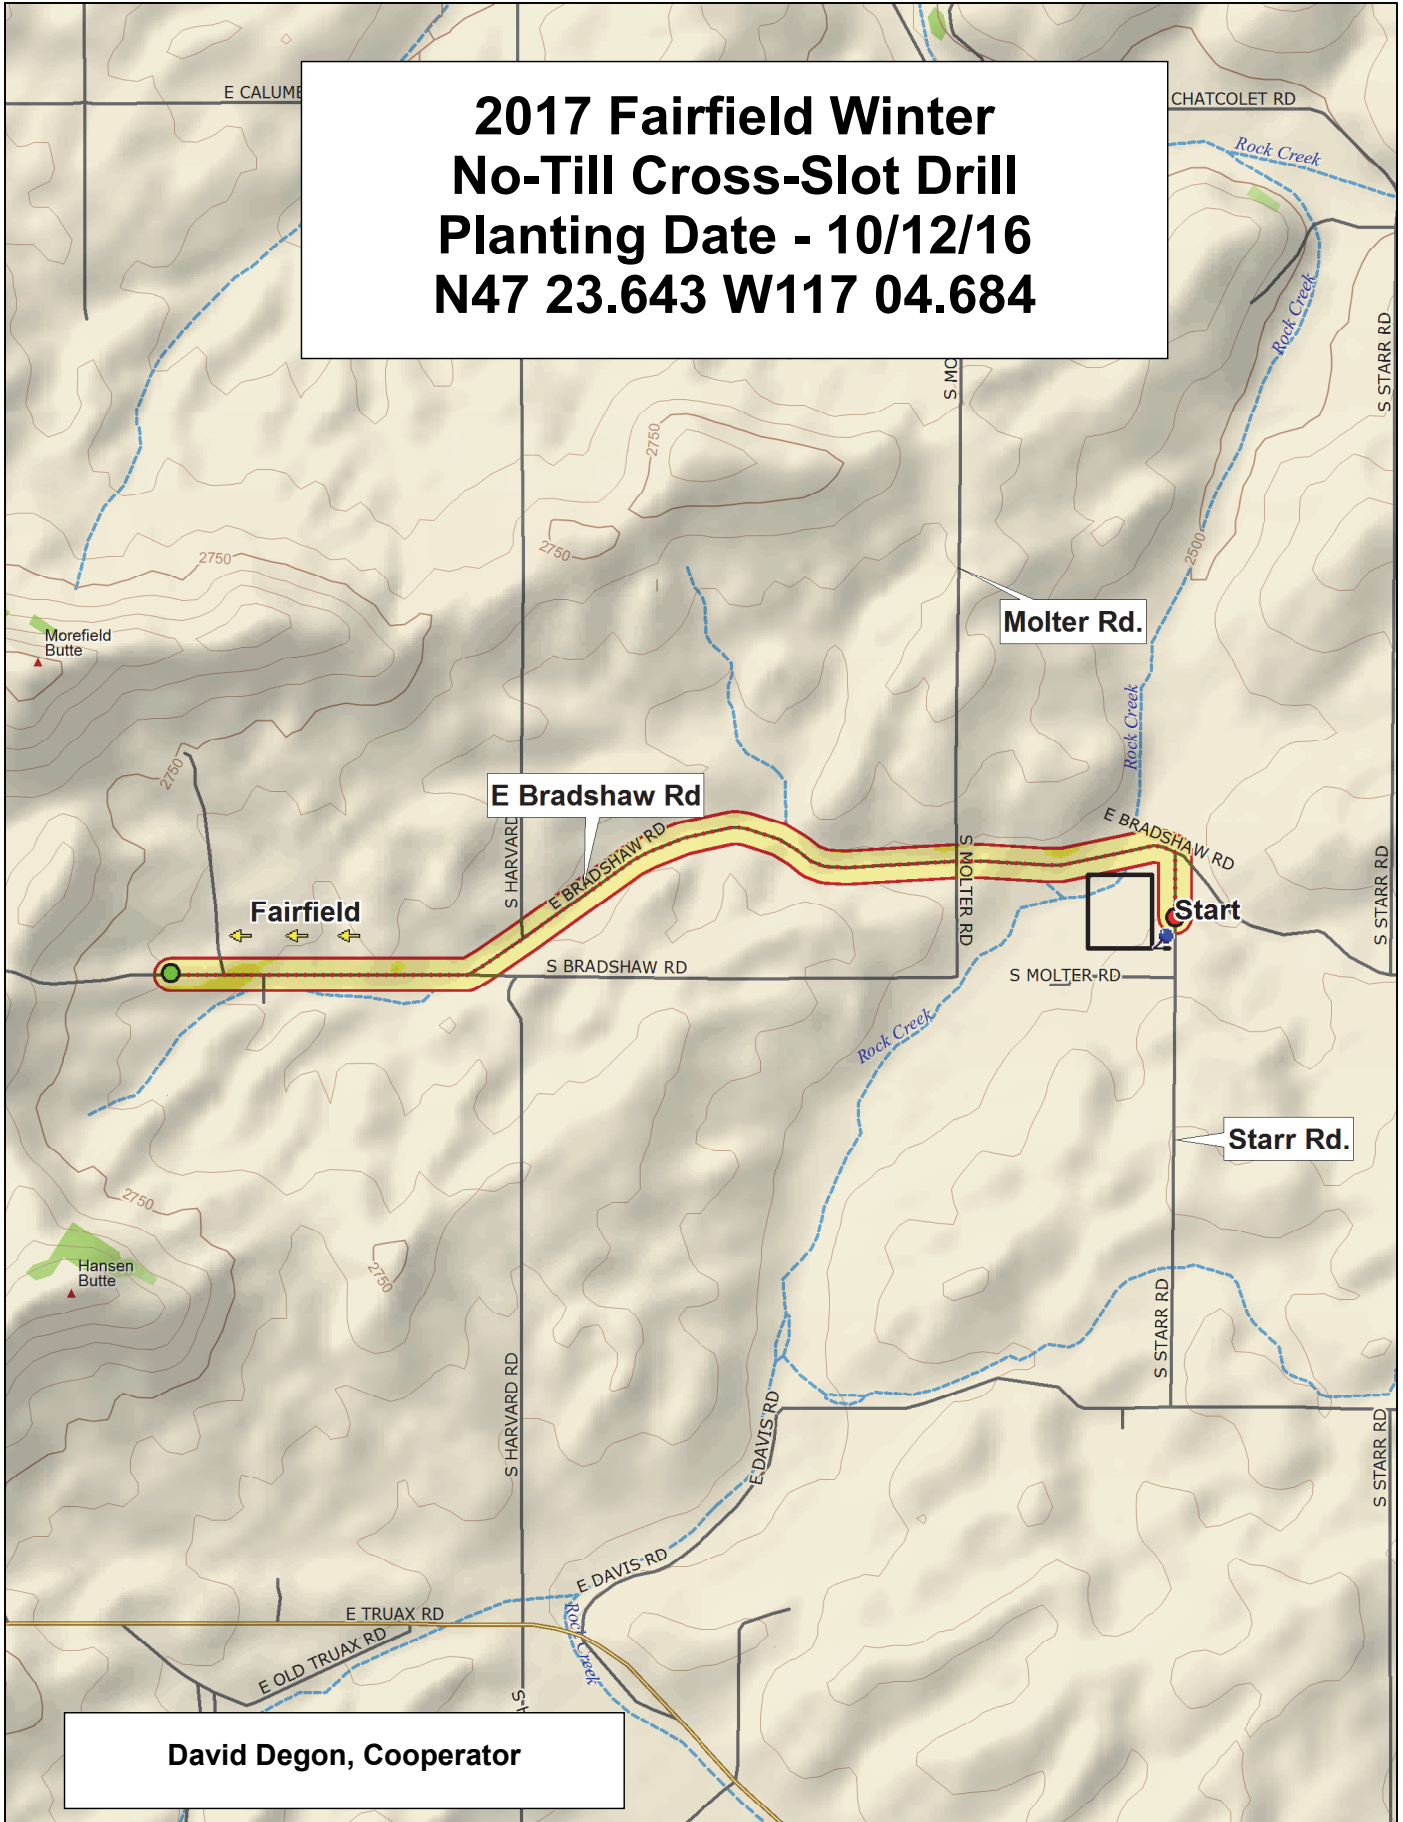 E CALUME
2017 Fairfield Winter
No-Till Cross-Slot Drill
Planting Date - 10/12/16
N47 23.643 W117 04.684
CHATCOLET RD
Rock Creek
Rock Creek
S STARR RD
S MO
2750
2750
2750
2500
Morefield
Butte
Molter Rd.
Rock Creek
2750
E Bradshaw Rd
S HARVARD
E BRADSHAW RD
E BRADSHAW RD
S MOLTER RD
S STARR RD
Fairfield
Start
S BRADSHAW RD
S MOLTER RD
Rock Creek
Starr Rd.
2750
Hansen
Butte
2750
S STARR RD
S HARVARD RD
E DAVIS RD
S STARR RD
E DAVIS RD
E TRUAX RD
Rock Creek
E OLD TRUAX RD
David Degon, Cooperator